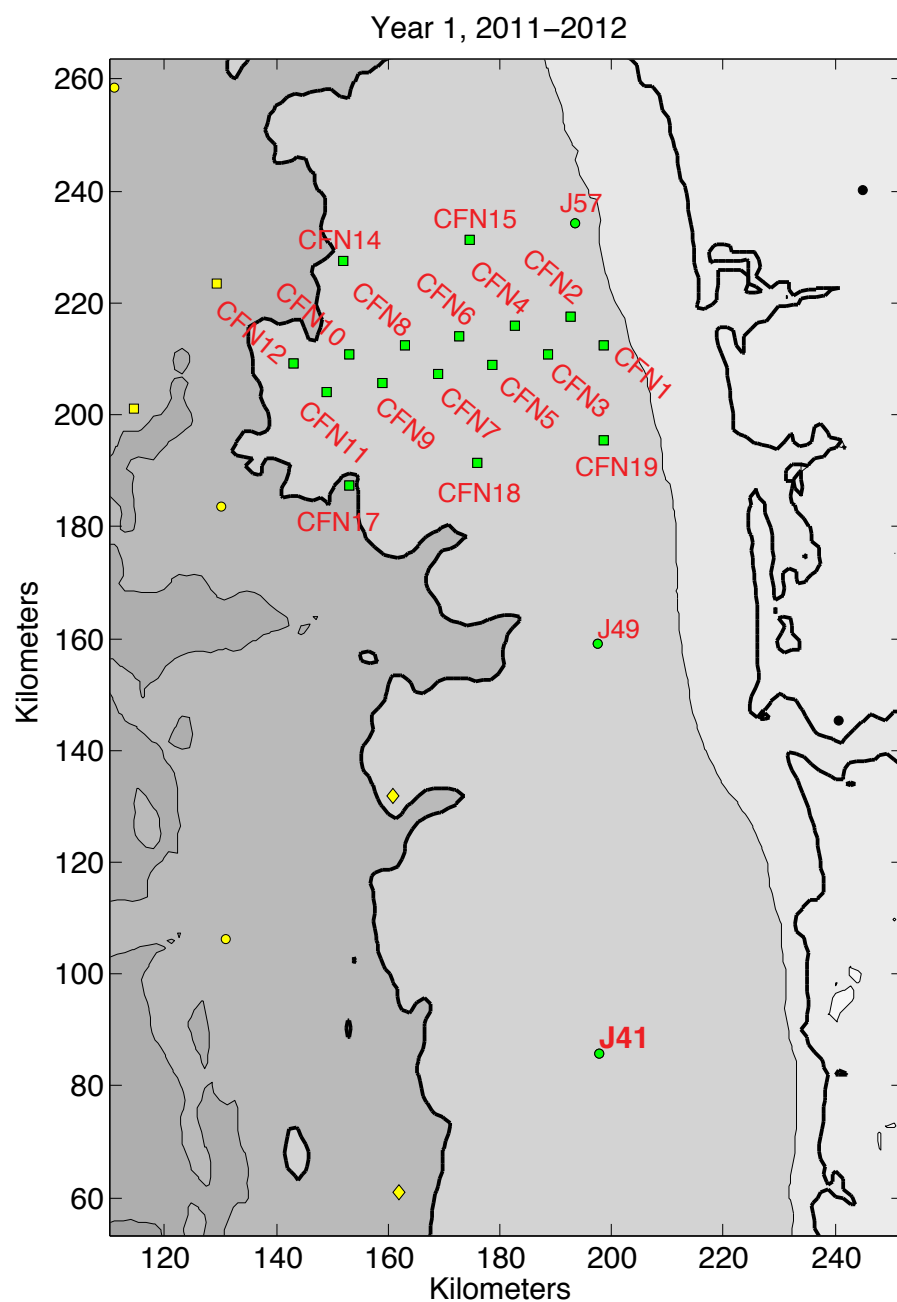 Year 1, 2011–2012
260
240
J57
CFN15
CFN14
CFN2
CFN4
CFN6
220
CFN8
CFN10
CFN12
CFN1
CFN3
CFN5
CFN7
200
CFN9
CFN11
CFN19
CFN18
CFN17
180
J49
160
Kilometers
140
120
100
J41
80
60
120 140 160 180 200 220 240
Kilometers